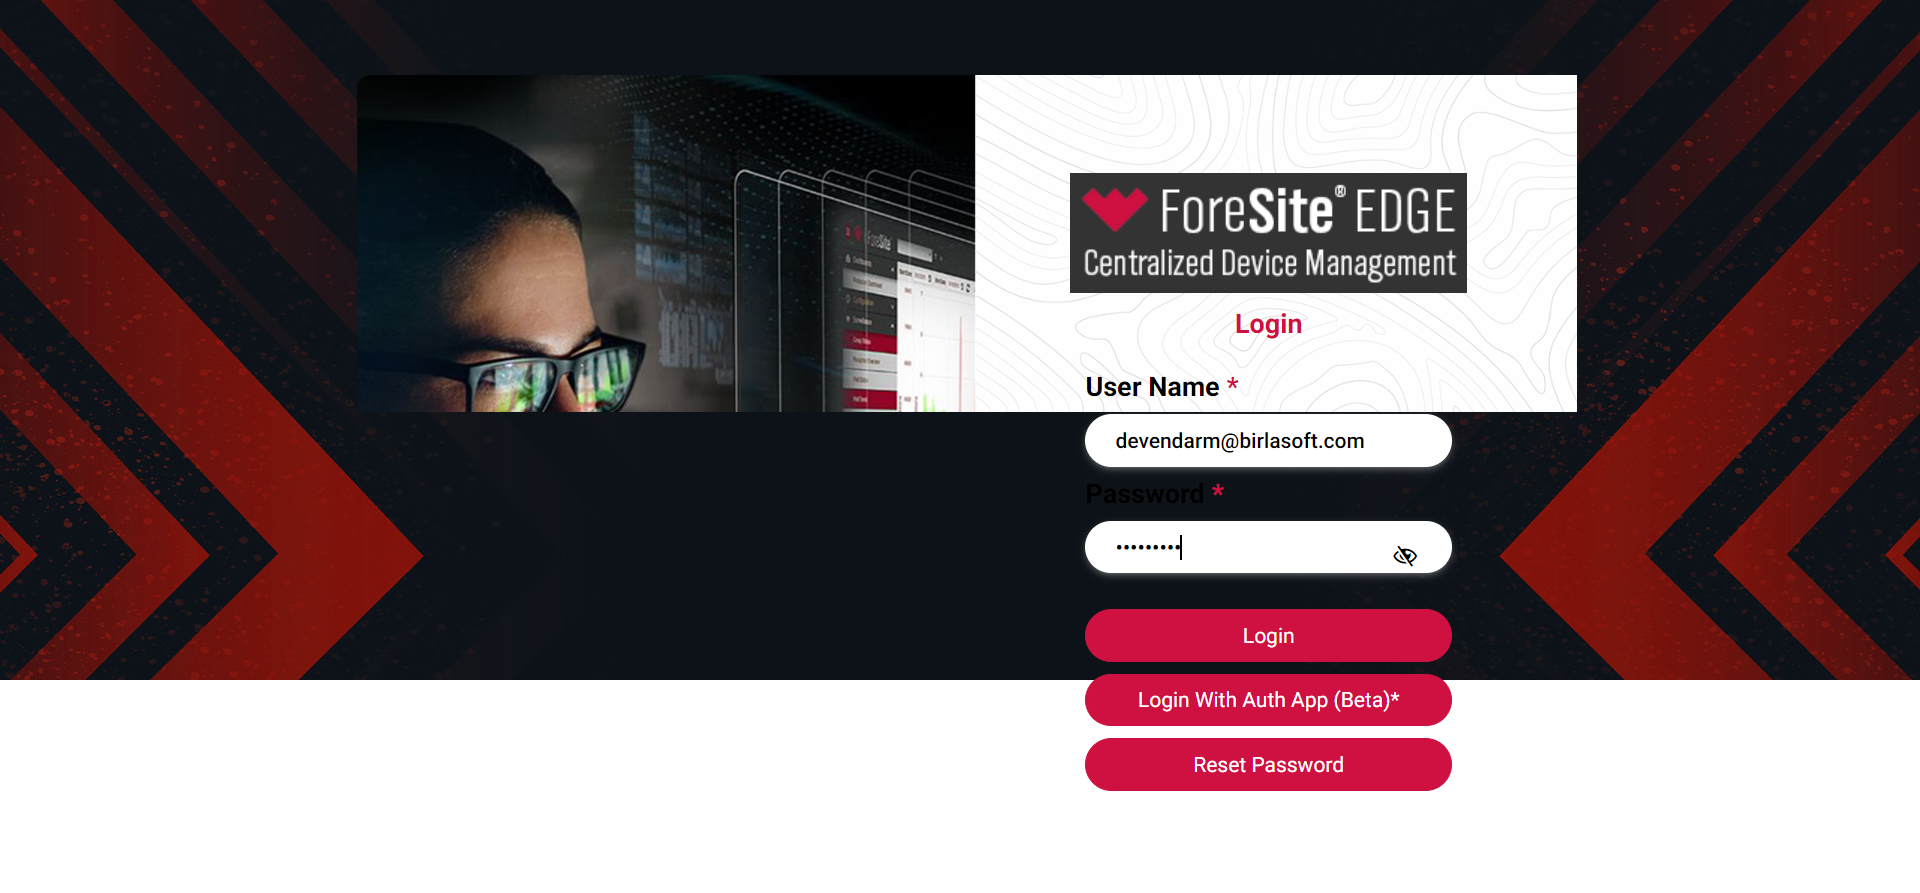 ForeSite® EDGE
Centralized Device Management
Login
User Name *
devendarm@birlasoft.com
Password *
•••••••••
Login
Login With Auth App (Beta)*
Reset Password
ForeSite